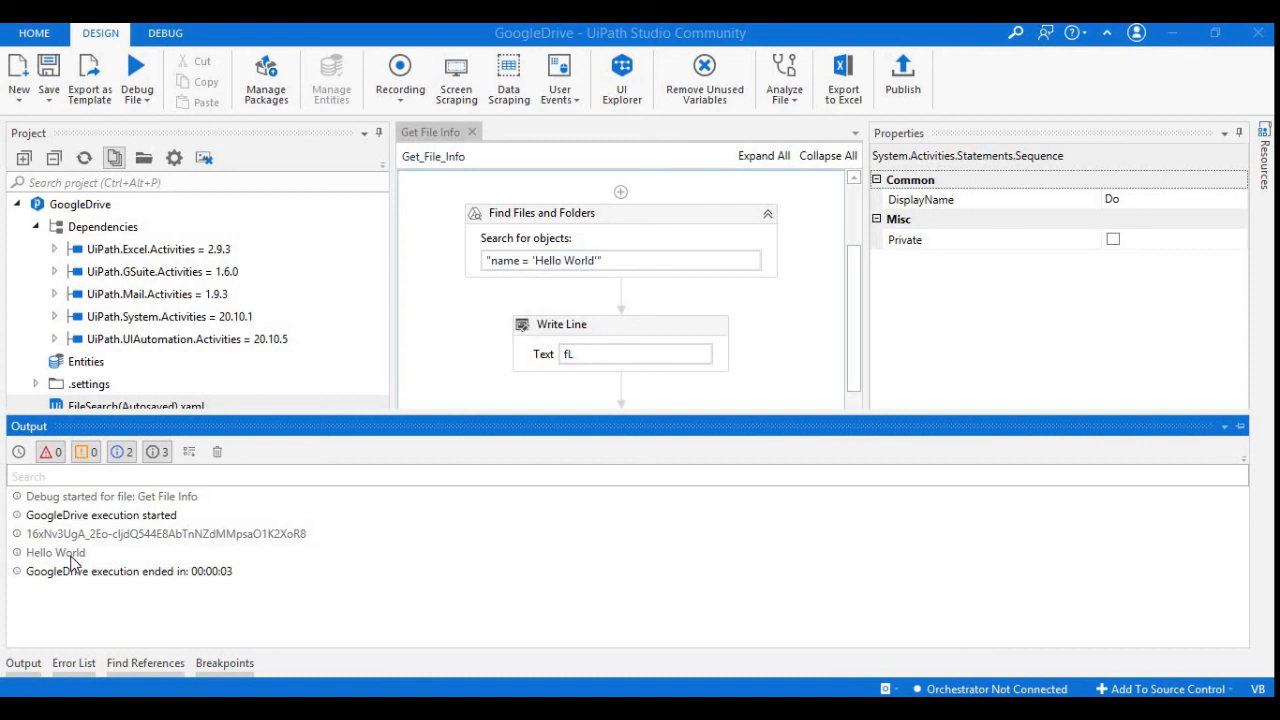 HOME DESIGN DEBUG GoogleDrive - UiPath Studio Community
New Save Export as Template Debug File Cut Copy Paste Manage Packages Manage Entities Recording Screen Scraping Data Scraping User Events UI Explorer Remove Unused Variables Analyze File Export to Excel Publish
Project
Search project (Ctrl+Alt+P)
GoogleDrive
Dependencies
UiPath.Excel.Activities = 2.9.3
UiPath.GSuite.Activities = 1.6.0
UiPath.Mail.Activities = 1.9.3
UiPath.System.Activities = 20.10.1
UiPath.UIAutomation.Activities = 20.10.5
Entities
.settings
FileSearch(Autosaved).xaml
Get File Info
Get_File_Info Expand All Collapse All
Find Files and Folders
Search for objects:
"name = 'Hello World'"
Write Line
Text fL
Properties
System.Activities.Statements.Sequence
Common
DisplayName Do
Misc
Private
Resources
Output
0 0 2 3
Search
Debug started for file: Get File Info
GoogleDrive execution started
16xNv3UgA_2Eo-cljdQ544E8AbTnNZdMMpsaO1K2XoR8
Hello World
GoogleDrive execution ended in: 00:00:03
Output Error List Find References Breakpoints
Orchestrator Not Connected Add To Source Control VB